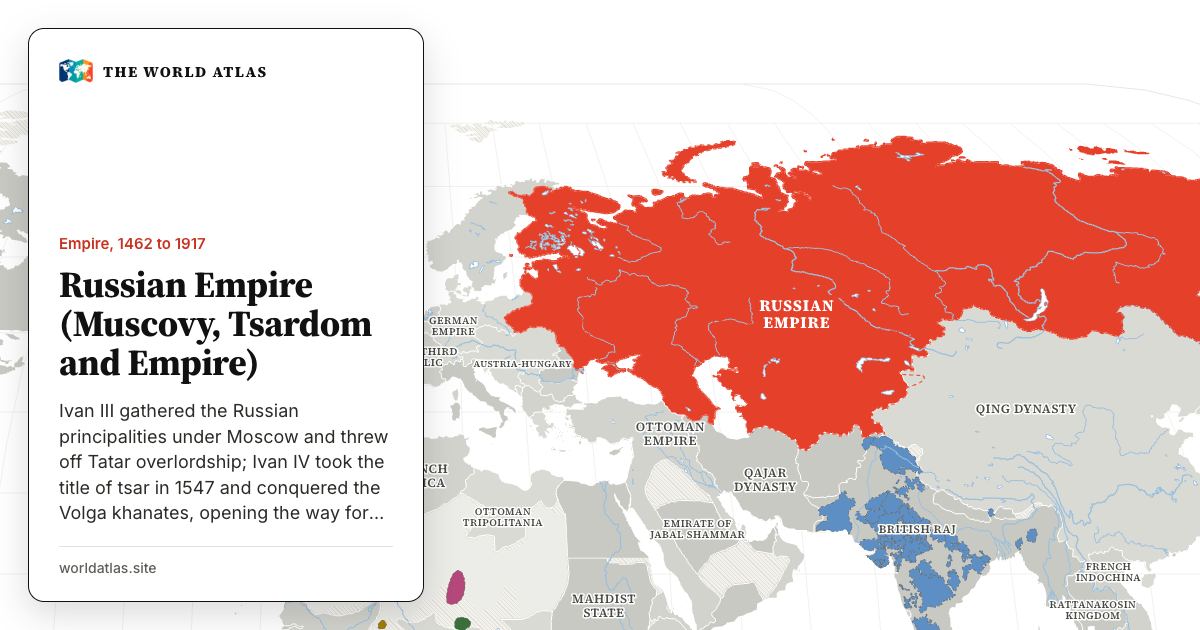 THE WORLD ATLAS
Empire, 1462 to 1917
Russian Empire
(Muscovy, Tsardom
and Empire)
Ivan III gathered the Russian
principalities under Moscow and threw
off Tatar overlordship; Ivan IV took the
title of tsar in 1547 and conquered the
Volga khanates, opening the way for...
worldatlas.site
RUSSIAN
EMPIRE
GERMAN
EMPIRE
THIRD
LIC
AUSTRIA-HUNGARY
OTTOMAN
EMPIRE
QING DYNASTY
NCH
ICA
QAJAR
DYNASTY
OTTOMAN
TRIPOLITANIA
EMIRATE OF
JABAL SHAMMAR
BRITISH RAJ
FRENCH
INDOCHINA
MAHDIST
STATE
RATTANAKOSIN
KINGDOM